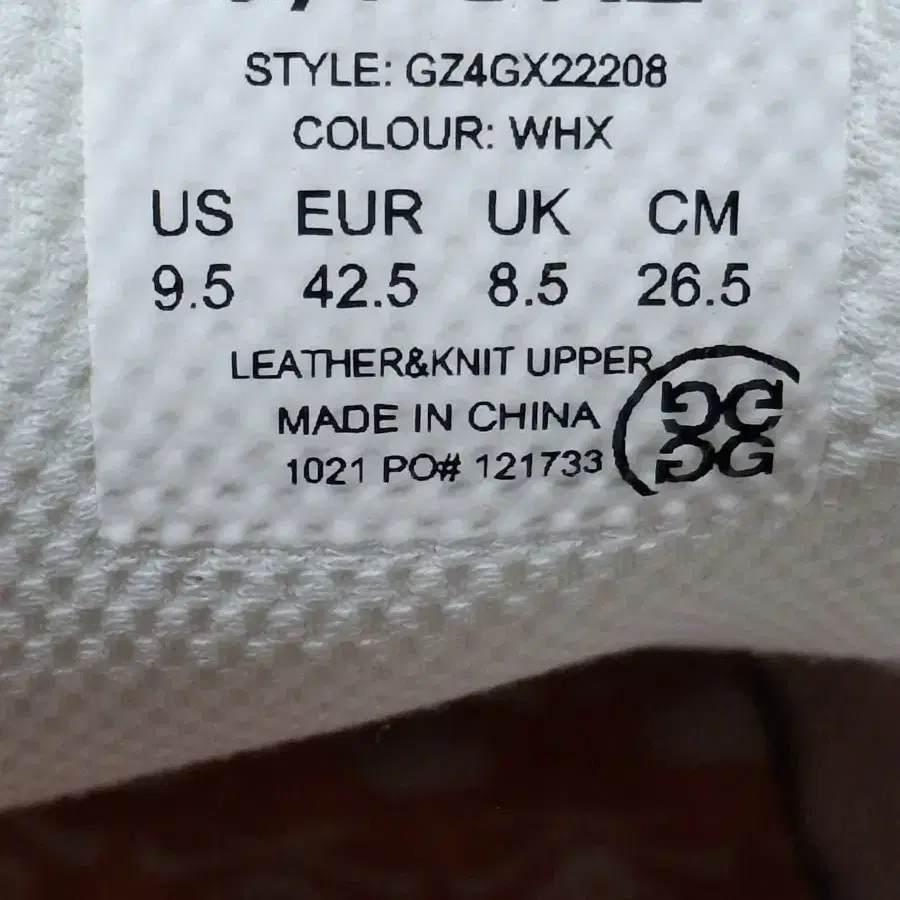 STYLE: GZ4GX22208
COLOUR: WHX
US EUR UK CM
9.5 42.5 8.5 26.5
LEATHER&KNIT UPPER
MADE IN CHINA
1021 PO# 121733